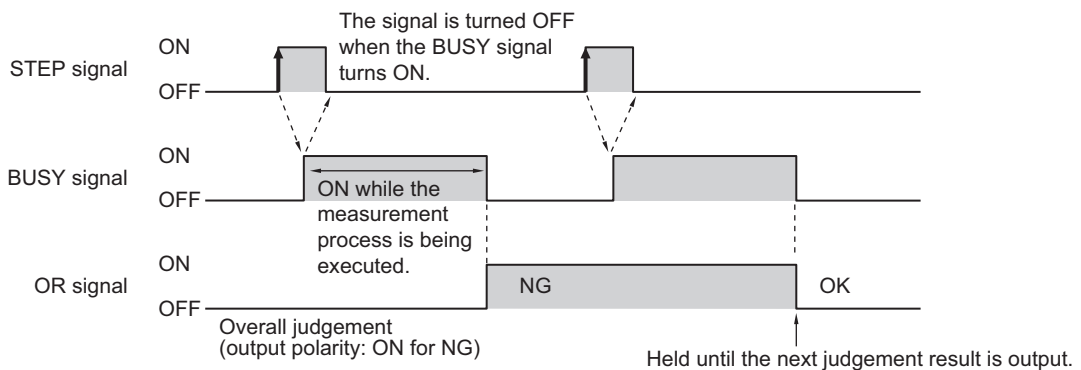 The signal is turned OFF
when the BUSY signal
turns ON.
ON
STEP signal
OFF
ON
BUSY signal
OFF
ON while the
measurement
process is being
executed.
ON
OR signal
NG
OK
OFF
Overall judgement
(output polarity: ON for NG)
Held until the next judgement result is output.